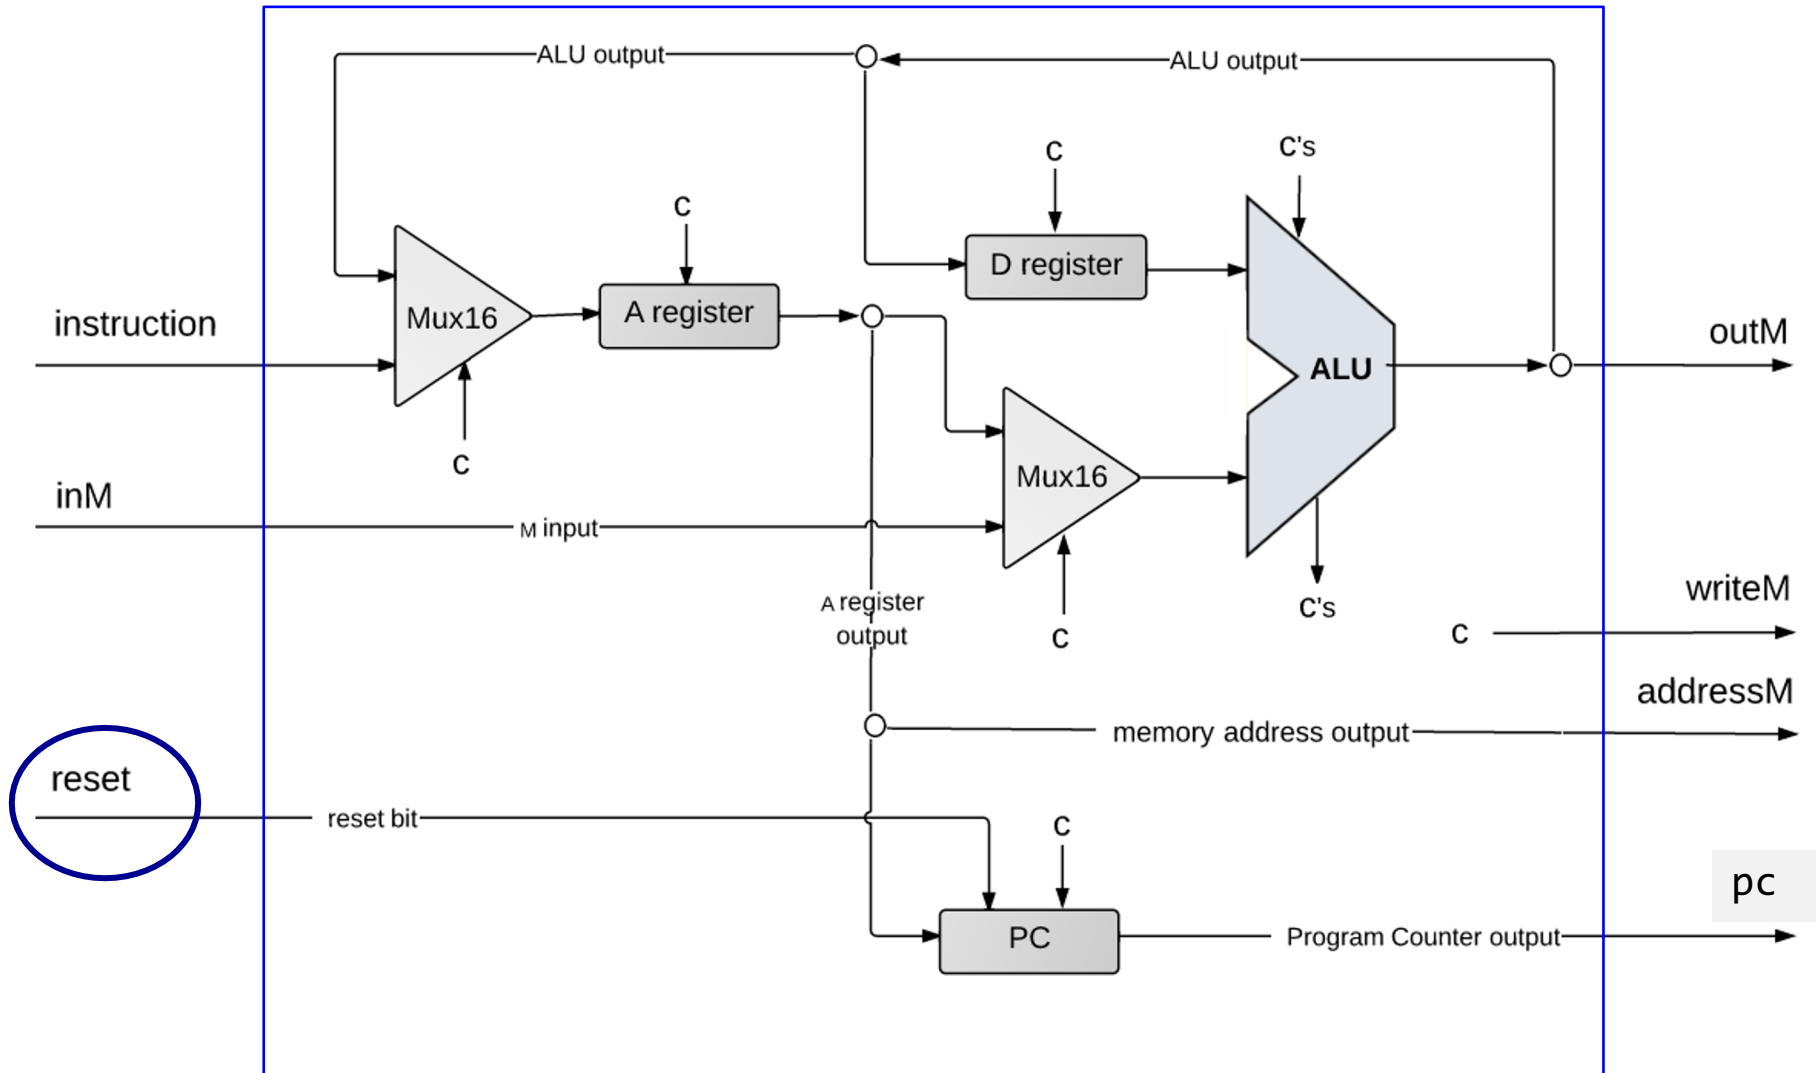 ALU output
ALU output
c
c's
c
D register
Mux16
A register
instruction
ALU
outM
c
inM
Mux16
M input
A register
output
c
c's
writeM
c
addressM
memory address output
reset
reset bit
c
pc
PC
Program Counter output